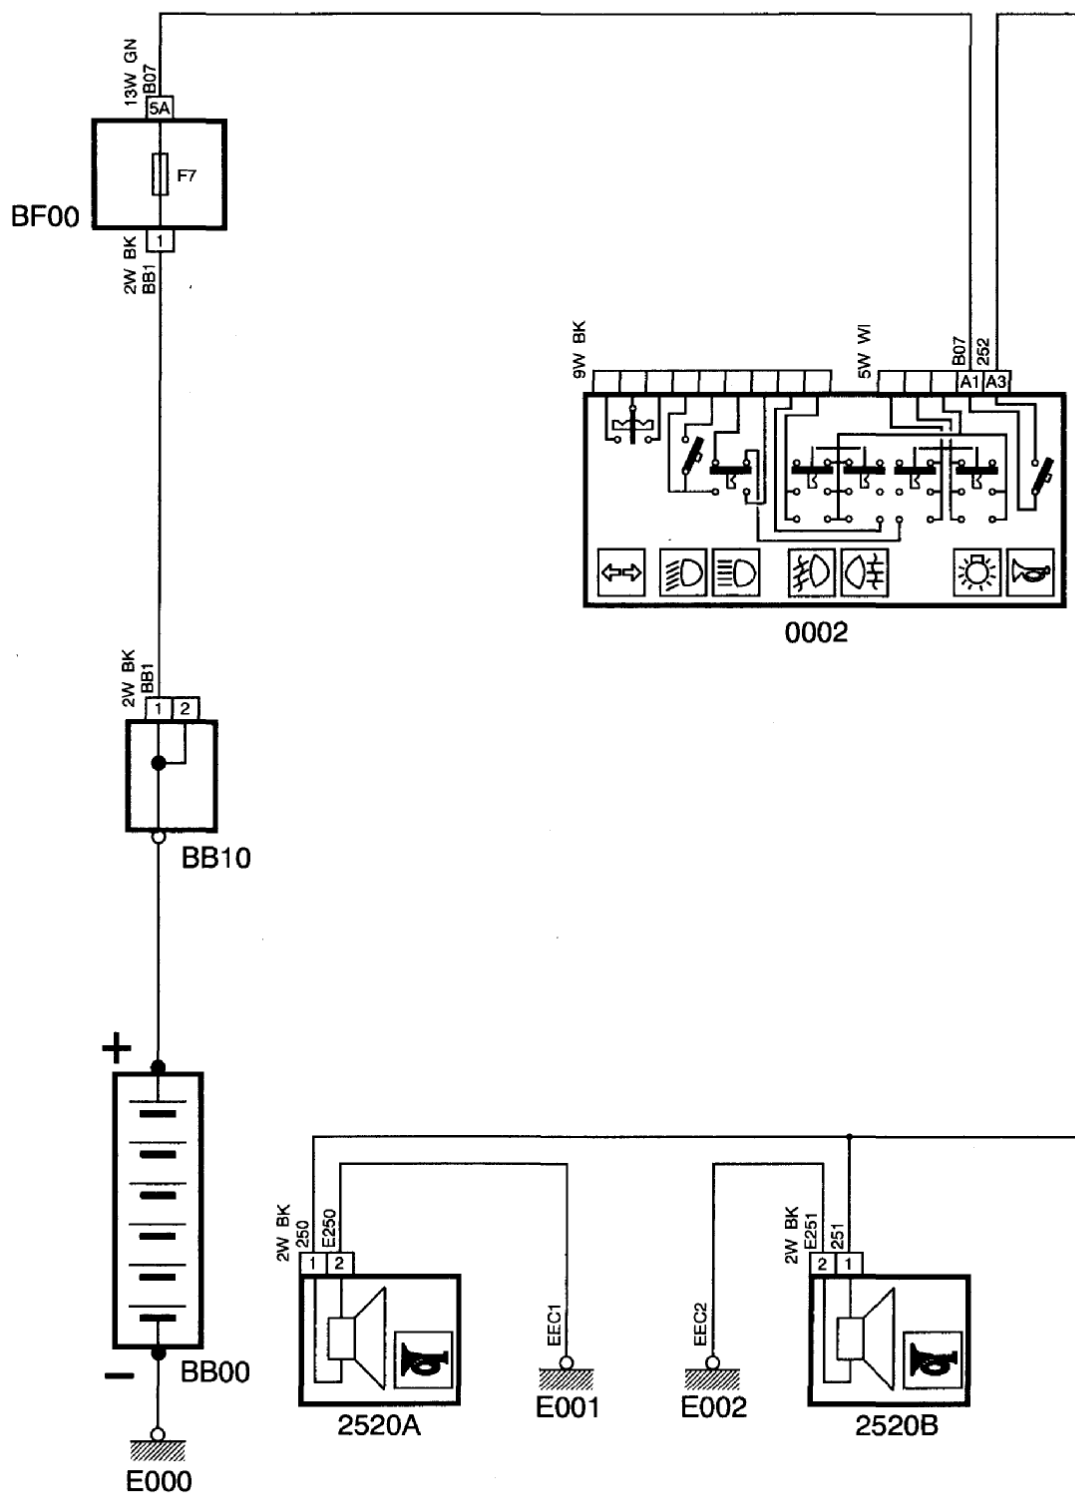 13W GN
B07
5A
F7
BF00
1
2W BK
BB1
9W BK
5W WI
B07
252
A1 A3
0002
2W BK
BB1
1 2
BB10
+
BB00
−
E000
2W BK
250
E250
1 2
2520A
EEC1
E001
EEC2
E002
2W BK
E251
251
2 1
2520B